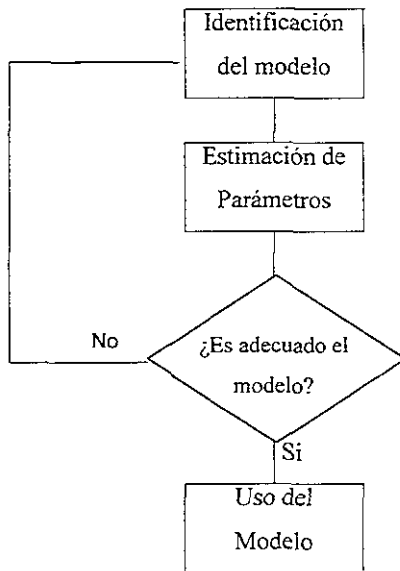 Identificación
del modelo
Estimación de
Parámetros
No
¿Es adecuado el
modelo?
Si
Uso del
Modelo